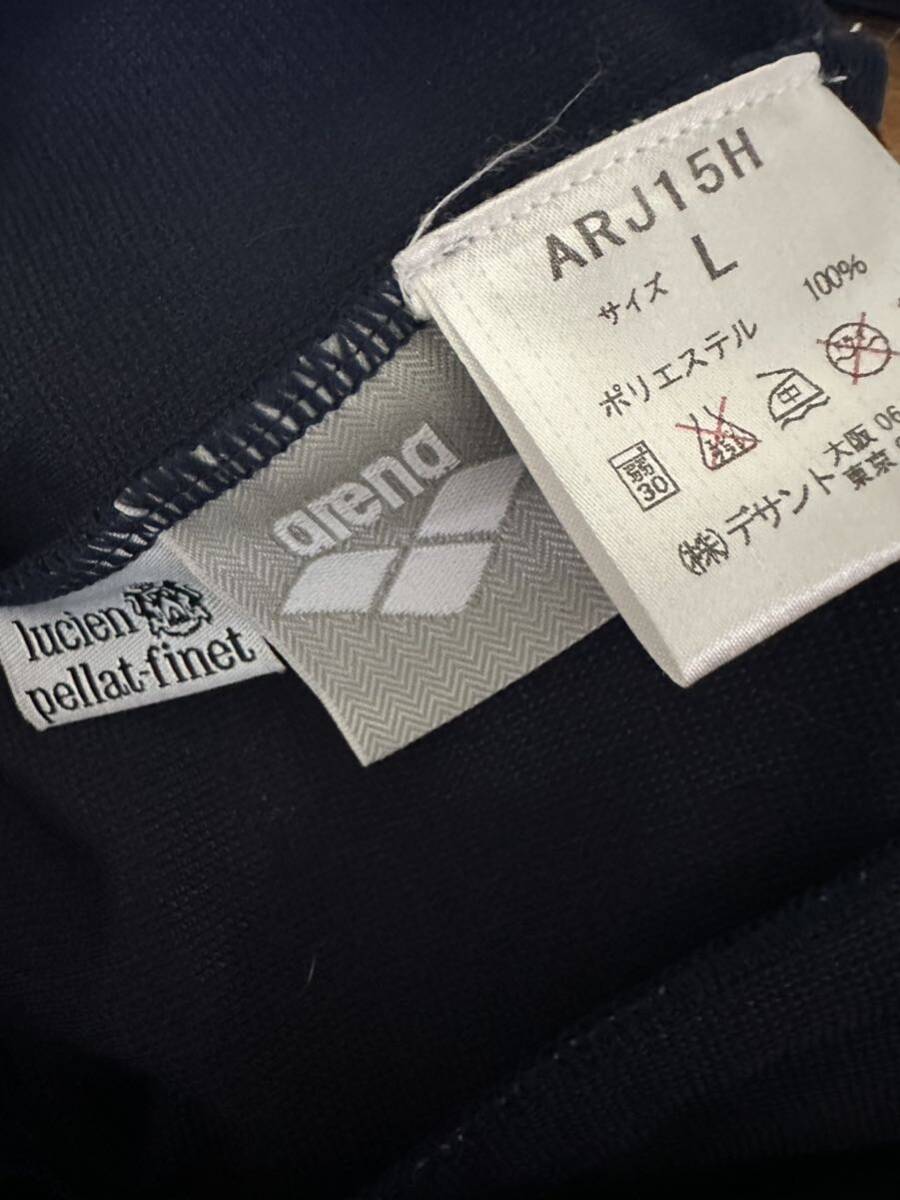 ARJ15H
サイズ L
ポリエステル 100%
弱
30
中
(株)デサント
大阪 06
東京
arena
lucien
pellat-finet